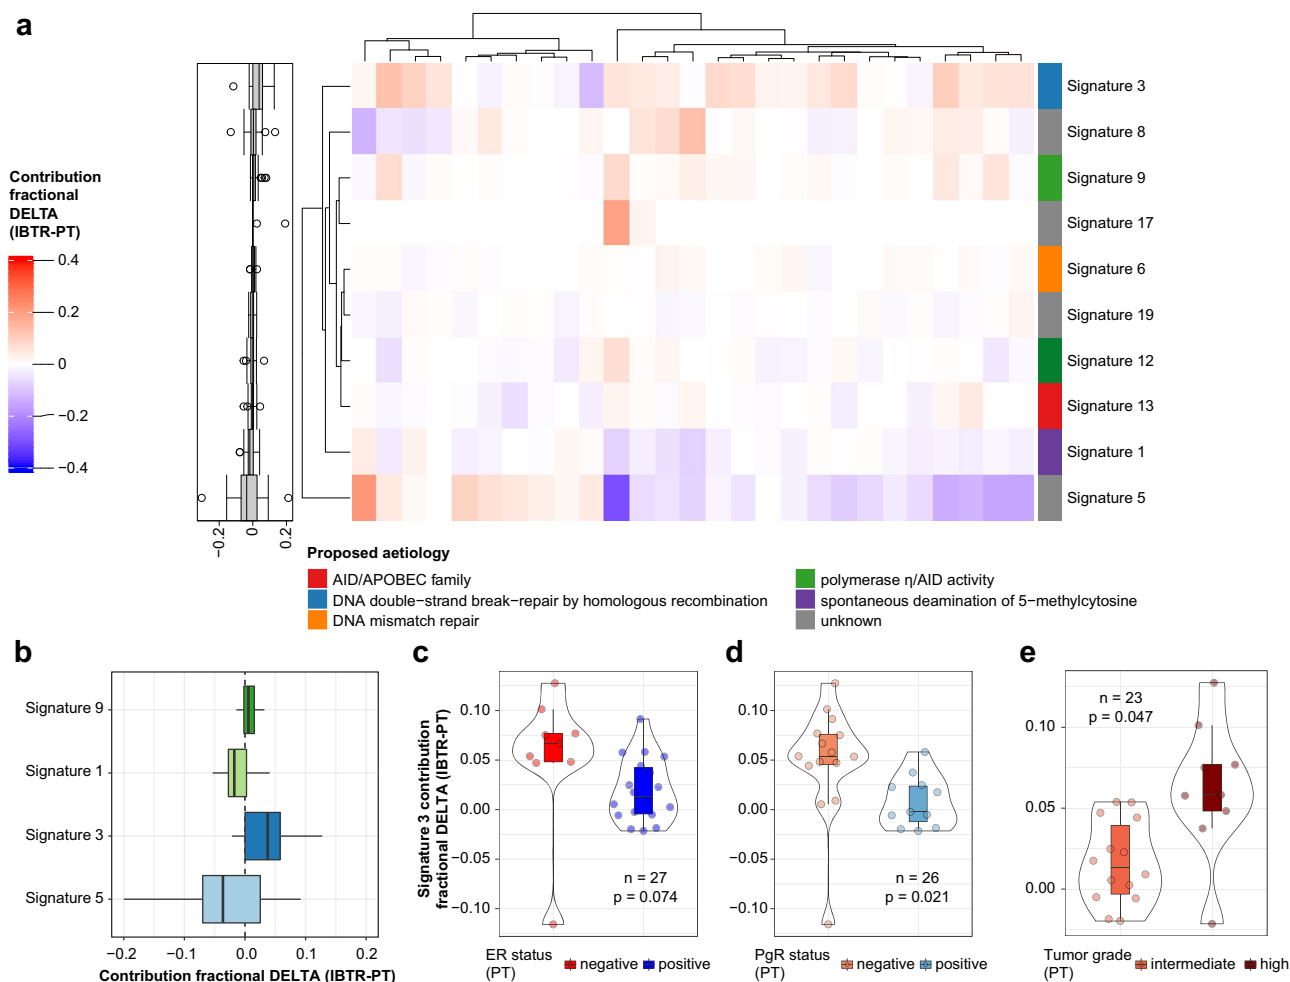 a
Contribution
fractional
DELTA
(IBTR-PT)
0.4
0.2
0
−0.2
−0.4
−0.2
0
0.2
Signature 3
Signature 8
Signature 9
Signature 17
Signature 6
Signature 19
Signature 12
Signature 13
Signature 1
Signature 5
Proposed aetiology
AID/APOBEC family
DNA double−strand break−repair by homologous recombination
DNA mismatch repair
polymerase η/AID activity
spontaneous deamination of 5−methylcytosine
unknown
b
Signature 9
Signature 1
Signature 3
Signature 5
−0.2
−0.1
0.0
0.1
0.2
Contribution fractional DELTA (IBTR-PT)
c
Signature 3 contribution
fractional DELTA (IBTR-PT)
0.10
0.05
0.00
−0.05
−0.10
n = 27
p = 0.074
ER status
(PT)
negative
positive
d
0.10
0.05
0.00
−0.05
−0.10
n = 26
p = 0.021
PgR status
(PT)
negative
positive
e
n = 23
p = 0.047
0.10
0.05
0.00
Tumor grade
(PT)
intermediate
high